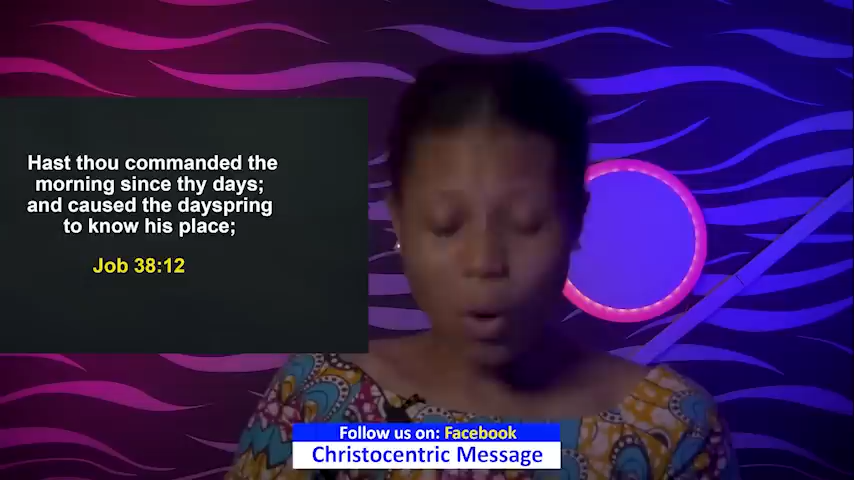 Hast thou commanded the
morning since thy days;
and caused the dayspring
to know his place;
Job 38:12
Follow us on: Facebook
Christocentric Message